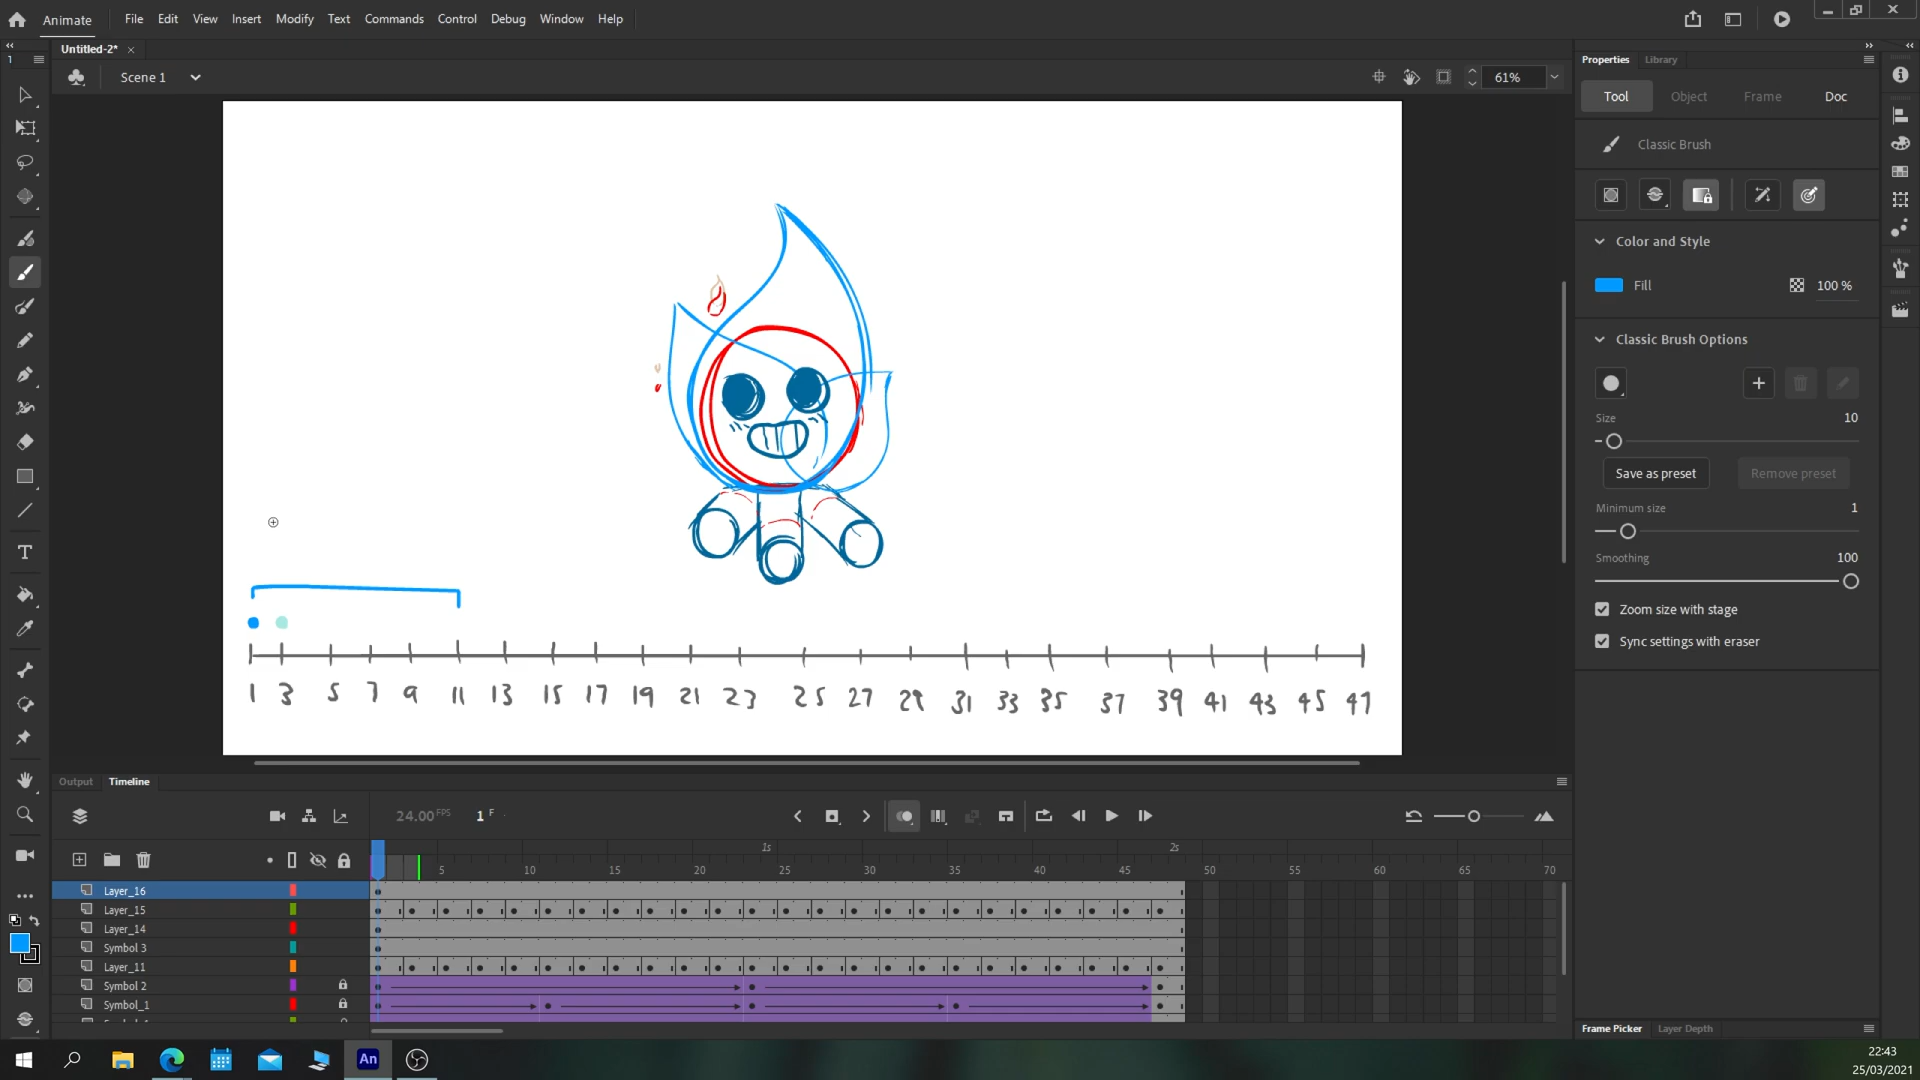 Animate File Edit View Insert Modify Text Commands Control Debug Window Help
1 Untitled-2* × Properties Library
Scene 1 61%
Tool Object Frame Doc
Classic Brush
Color and Style
Fill 100 %
Classic Brush Options
Size 10
Save as preset Remove preset
Minimum size 1
Smoothing 100
Zoom size with stage
Sync settings with eraser
1 3 5 7 9 11 13 15 17 19 21 23 25 27 29 31 33 35 37 39 41 43 45 47
Output Timeline
24.00 FPS 1 F
1s 2s
5 10 15 20 25 30 35 40 45 50 55 60 65 70
Layer_16
Layer_15
Layer_14
Symbol 3
Layer_11
Symbol 2
Symbol_1
Frame Picker Layer Depth
An
22:43
25/03/2021